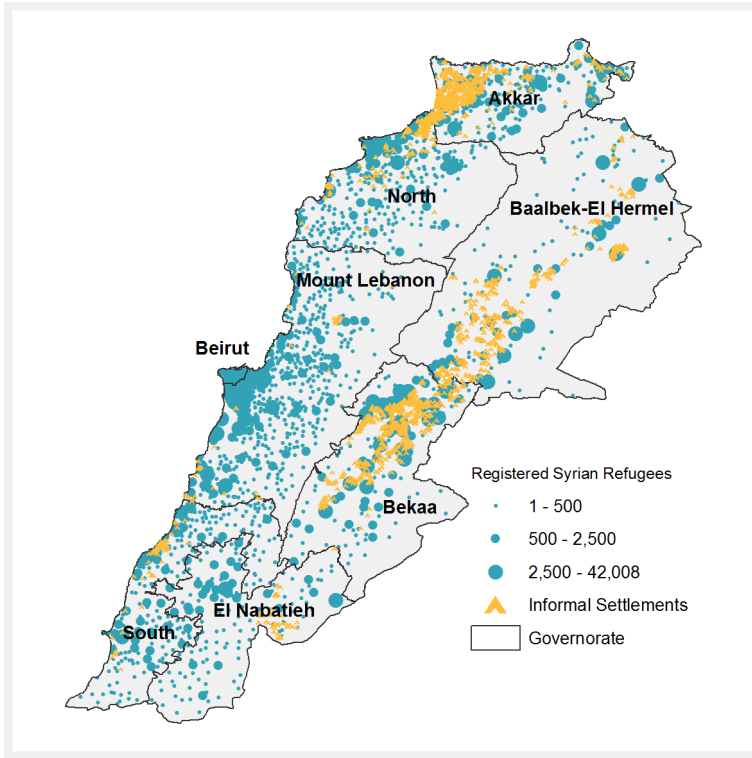 Akkar
North
Baalbek-El Hermel
Mount Lebanon
Beirut
Registered Syrian Refugees
1 - 500
500 - 2,500
2,500 - 42,008
Informal Settlements
Governorate
Bekaa
El Nabatieh
South